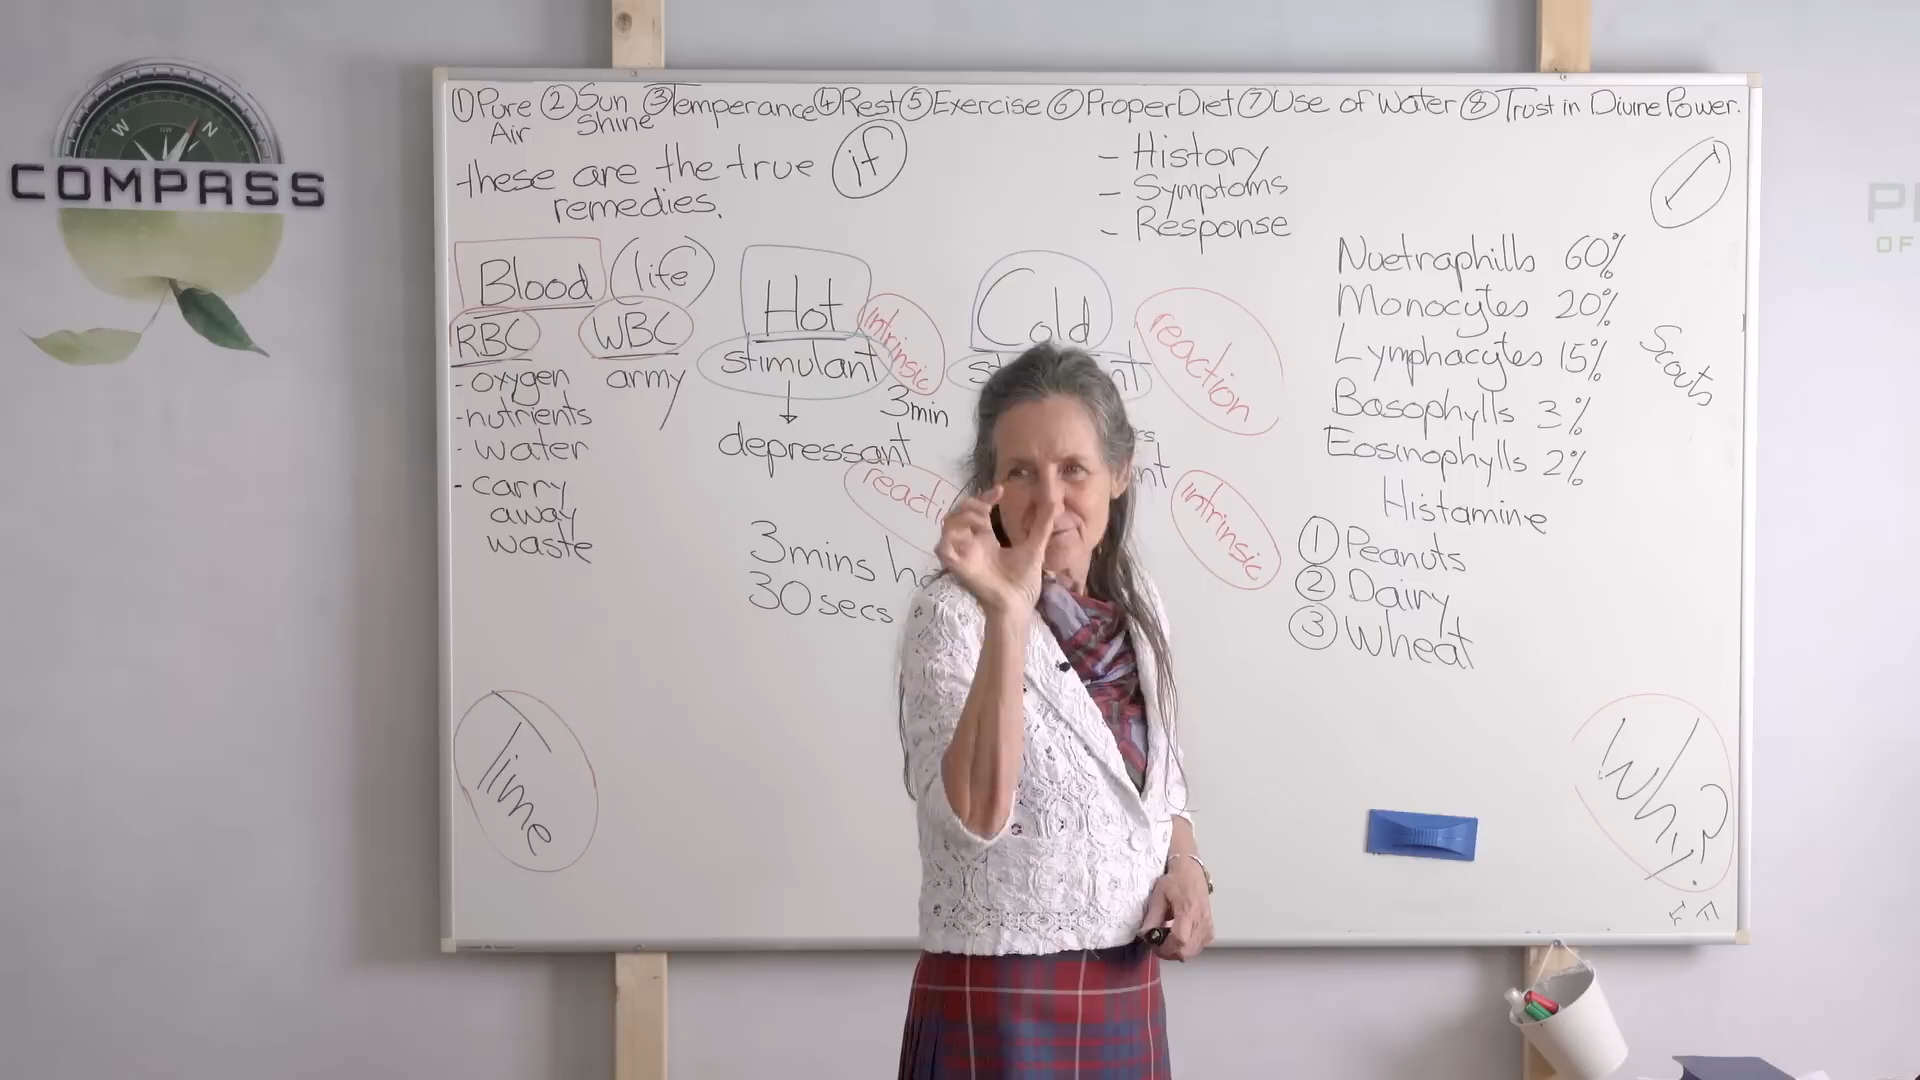 COMPASS
W
N
①Pure Air ②Sun Shine ③Temperance ④Rest ⑤Exercise ⑥Proper Diet ⑦Use of Water ⑧Trust in Divine Power.
these are the true
remedies.
if
- History
- Symptoms
- Response
Blood
(life)
RBC
- oxygen
- nutrients
- water
- carry
away
waste
WBC
army
Hot
stimulant
intrinsic
3min
depressant
3mins
30 secs
Cold
reaction
intrinsic
Nuetraphills 60%
Monocytes 20%
Lymphacytes 15%
Basophylls 3%
Eosinophylls 2%
Histamine
Scouts
① Peanuts
② Dairy
③ Wheat
Time
Why?
OF